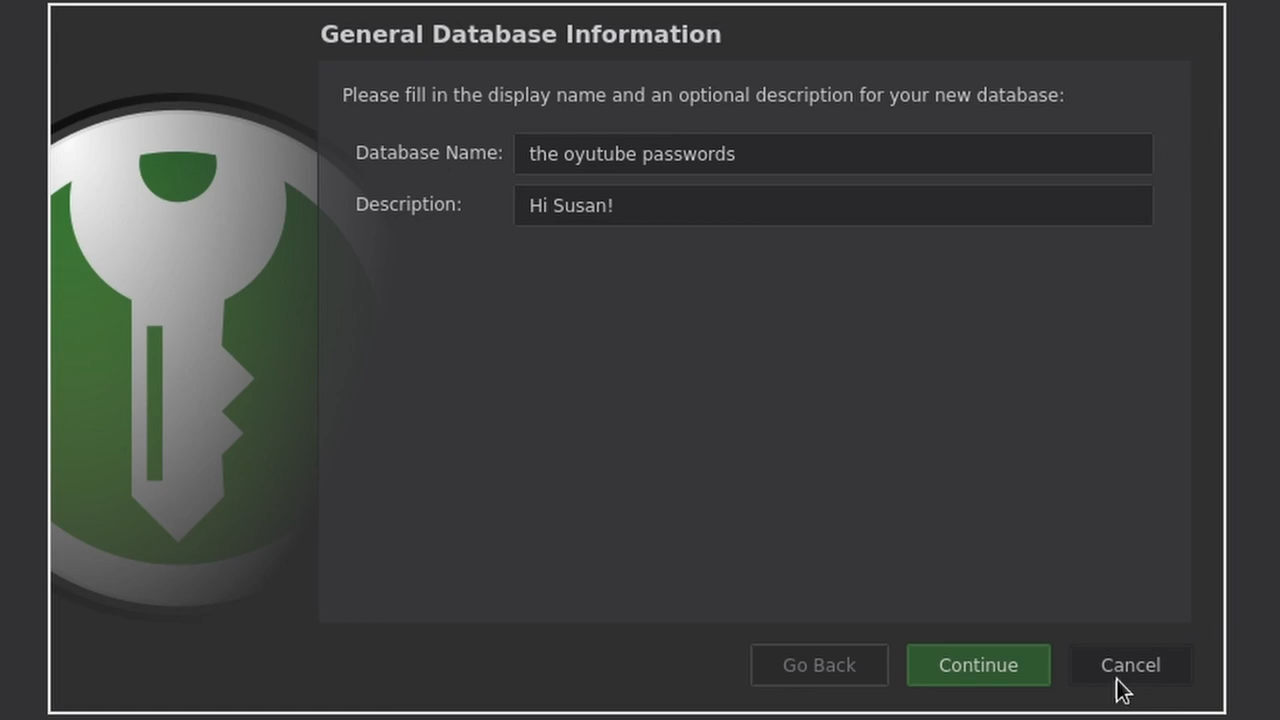 General Database Information
Please fill in the display name and an optional description for your new database:
Database Name: the oyutube passwords
Description: Hi Susan!
Go Back Continue Cancel